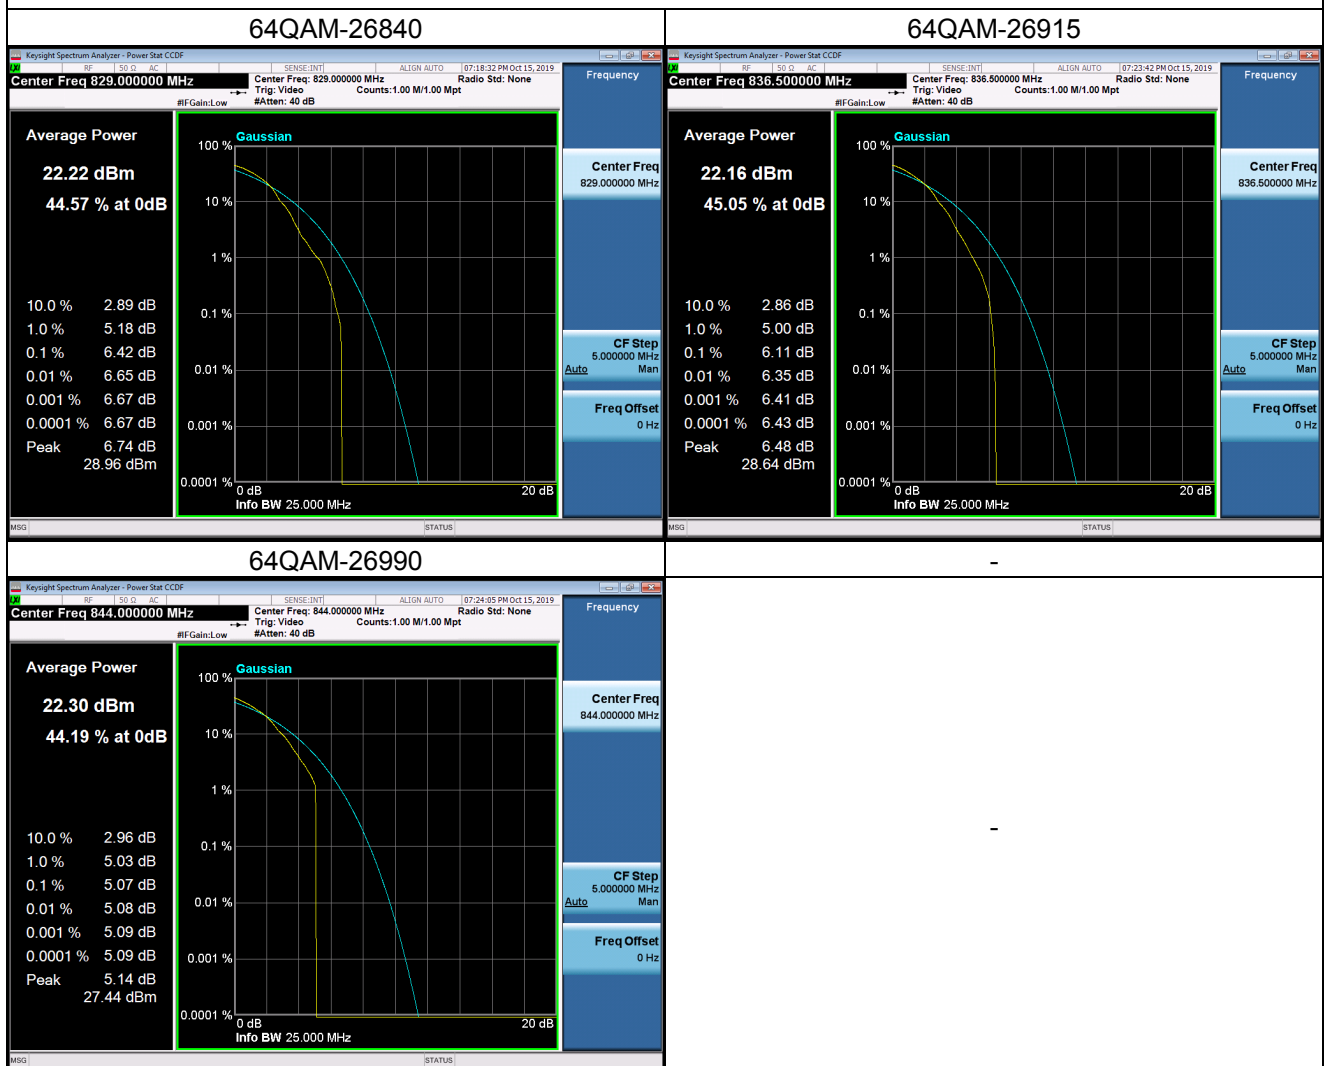 64QAM-26840
Keysight Spectrum Analyzer - Power Stat CCDF
LXI RF 50 Ω AC SENSE:INT ALIGN AUTO 07:18:32 PM Oct 15, 2019
Center Freq 829.000000 MHz
Center Freq: 829.000000 MHz Radio Std: None
Trig: Video Counts:1.00 M/1.00 Mpt
#IFGain:Low #Atten: 40 dB
Average Power
22.22 dBm
44.57 % at 0dB
10.0 % 2.89 dB
1.0 % 5.18 dB
0.1 % 6.42 dB
0.01 % 6.65 dB
0.001 % 6.67 dB
0.0001 % 6.67 dB
Peak 6.74 dB
28.96 dBm
Gaussian
100 %
10 %
1 %
0.1 %
0.01 %
0.001 %
0.0001 %
0 dB 20 dB
Info BW 25.000 MHz
Frequency
Center Freq
829.000000 MHz
CF Step
5.000000 MHz
Auto Man
Freq Offset
0 Hz
MSG STATUS
64QAM-26915
Keysight Spectrum Analyzer - Power Stat CCDF
LXI RF 50 Ω AC SENSE:INT ALIGN AUTO 07:23:42 PM Oct 15, 2019
Center Freq 836.500000 MHz
Center Freq: 836.500000 MHz Radio Std: None
Trig: Video Counts:1.00 M/1.00 Mpt
#IFGain:Low #Atten: 40 dB
Average Power
22.16 dBm
45.05 % at 0dB
10.0 % 2.86 dB
1.0 % 5.00 dB
0.1 % 6.11 dB
0.01 % 6.35 dB
0.001 % 6.41 dB
0.0001 % 6.43 dB
Peak 6.48 dB
28.64 dBm
Gaussian
100 %
10 %
1 %
0.1 %
0.01 %
0.001 %
0.0001 %
0 dB 20 dB
Info BW 25.000 MHz
Frequency
Center Freq
836.500000 MHz
CF Step
5.000000 MHz
Auto Man
Freq Offset
0 Hz
MSG STATUS
64QAM-26990
Keysight Spectrum Analyzer - Power Stat CCDF
LXI RF 50 Ω AC SENSE:INT ALIGN AUTO 07:24:05 PM Oct 15, 2019
Center Freq 844.000000 MHz
Center Freq: 844.000000 MHz Radio Std: None
Trig: Video Counts:1.00 M/1.00 Mpt
#IFGain:Low #Atten: 40 dB
Average Power
22.30 dBm
44.19 % at 0dB
10.0 % 2.96 dB
1.0 % 5.03 dB
0.1 % 5.07 dB
0.01 % 5.08 dB
0.001 % 5.09 dB
0.0001 % 5.09 dB
Peak 5.14 dB
27.44 dBm
Gaussian
100 %
10 %
1 %
0.1 %
0.01 %
0.001 %
0.0001 %
0 dB 20 dB
Info BW 25.000 MHz
Frequency
Center Freq
844.000000 MHz
CF Step
5.000000 MHz
Auto Man
Freq Offset
0 Hz
MSG STATUS
-
-